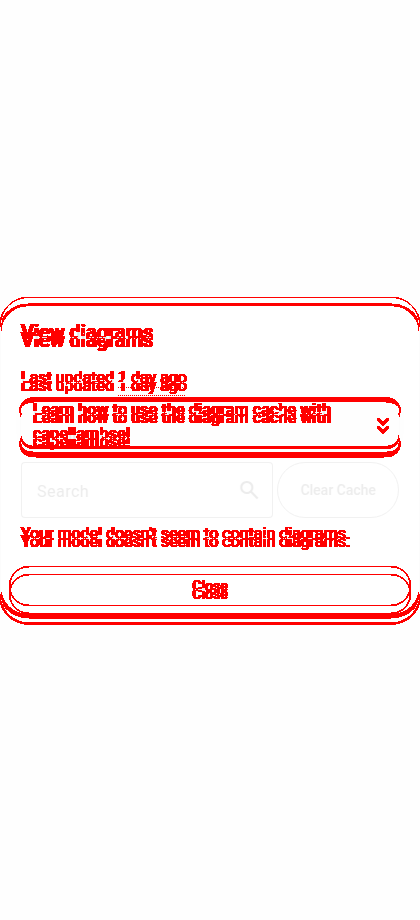 View diagrams
Last updated 1 day ago
Learn how to use the diagram cache with
capellambse!
Search
Clear Cache
Your model doesn't seem to contain diagrams.
Close